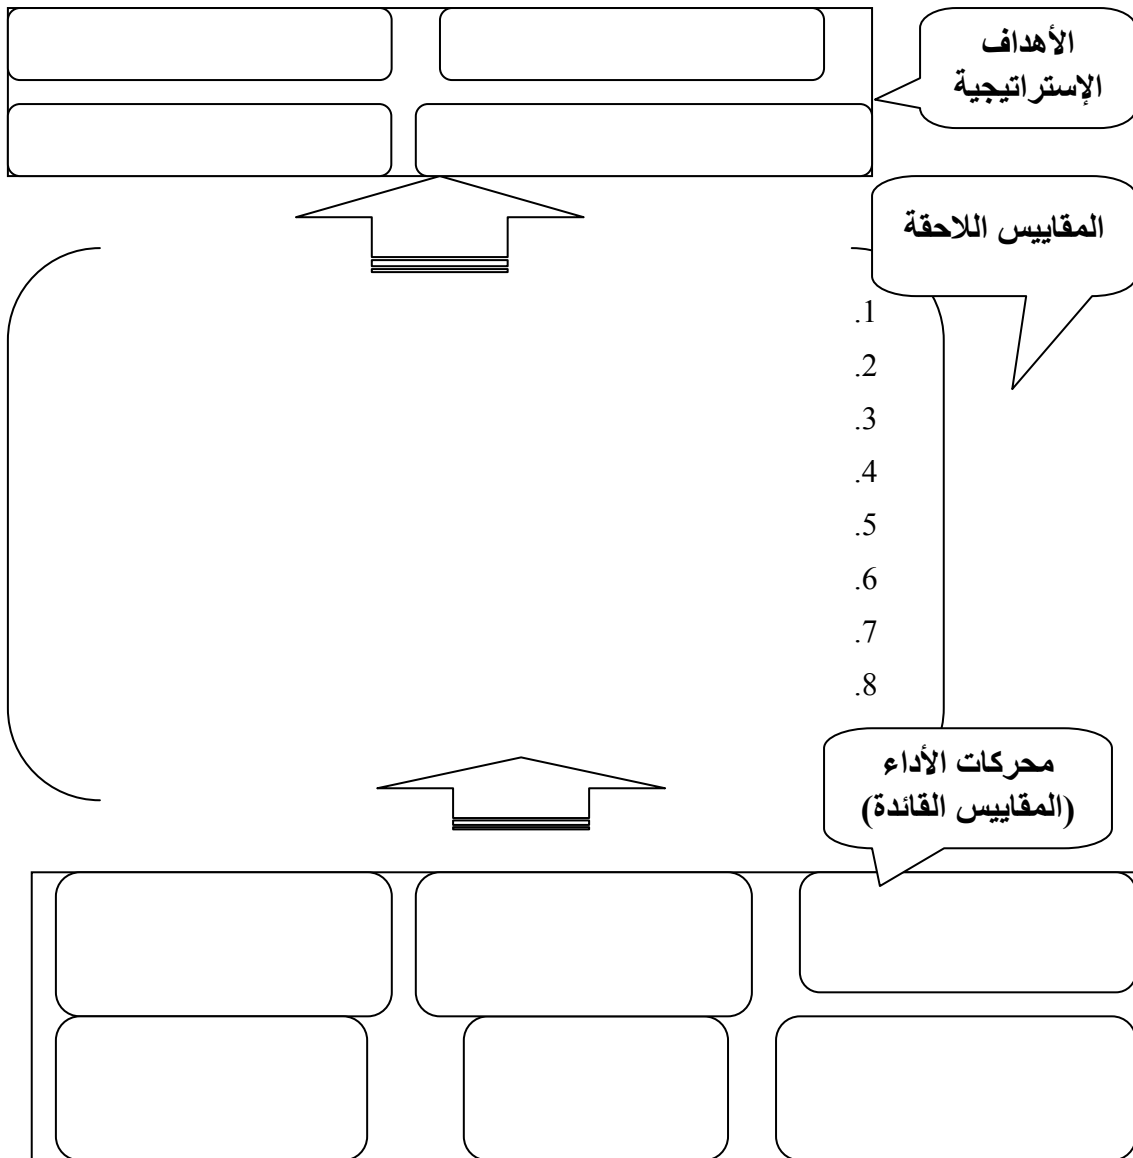 الأهداف
الإستراتيجية
المقاييس اللاحقة
.1
.2
.3
.4
.5
.6
.7
.8
محركات الأداء
(المقاييس القائدة)